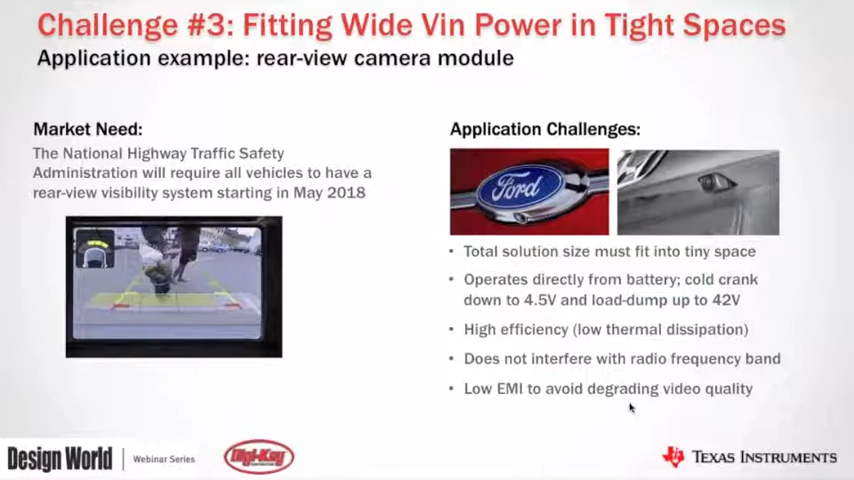 Challenge #3: Fitting Wide Vin Power in Tight Spaces
Application example: rear-view camera module
Market Need:
The National Highway Traffic Safety
Administration will require all vehicles to have a
rear-view visibility system starting in May 2018
Application Challenges:
Ford
• Total solution size must fit into tiny space
• Operates directly from battery; cold crank
down to 4.5V and load-dump up to 42V
• High efficiency (low thermal dissipation)
• Does not interfere with radio frequency band
• Low EMI to avoid degrading video quality
Design World
Webinar Series
Digi-Key
CORPORATION
TEXAS INSTRUMENTS